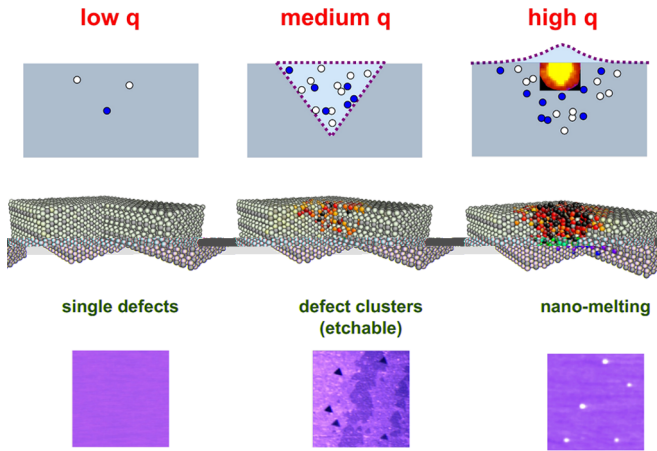 low q
medium q
high q
single defects
defect clusters
(etchable)
nano-melting